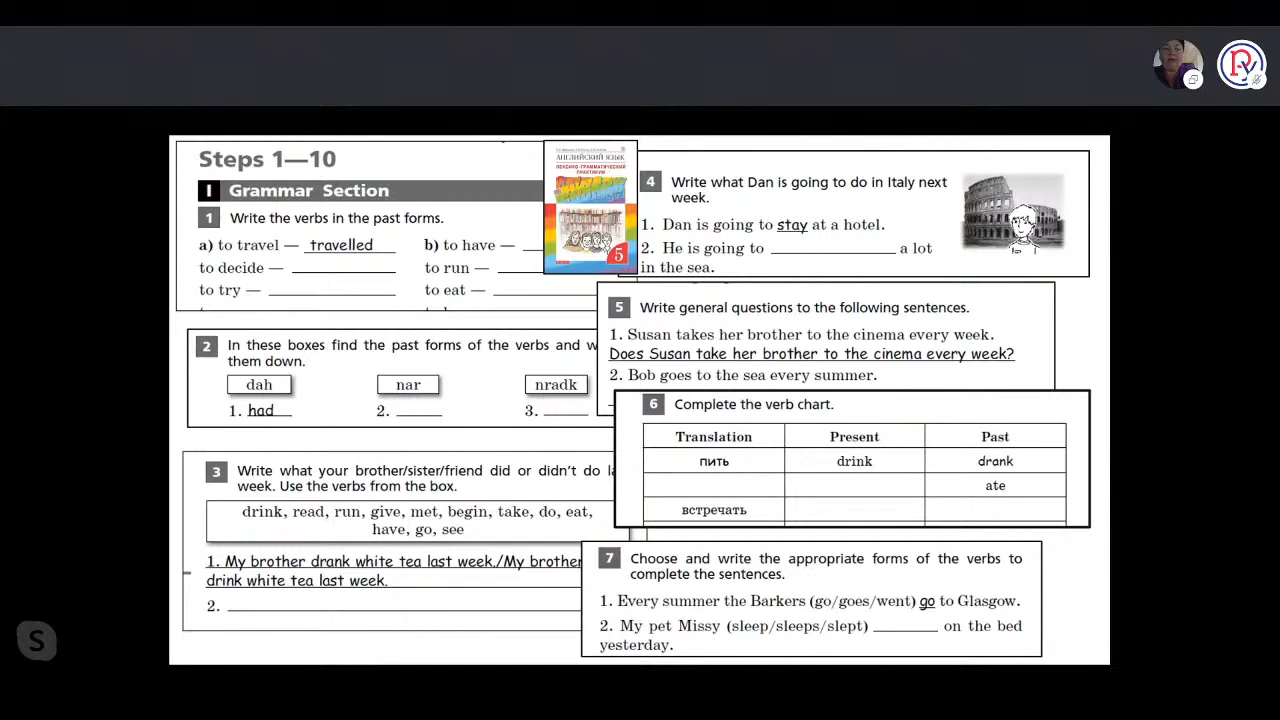 Steps 1—10
I Grammar Section
1 Write the verbs in the past forms.
a) to travel — travelled b) to have —
to decide — to run —
to try — to eat —
АНГЛИЙСКИЙ ЯЗЫК
ЛЕКСИКО-ГРАММАТИЧЕСКИЙ
ПРАКТИКУМ
5
2 In these boxes find the past forms of the verbs and w
them down.
dah nar nradk
1. had 2. 3.
3 Write what your brother/sister/friend did or didn't do la
week. Use the verbs from the box.
drink, read, run, give, met, begin, take, do, eat,
have, go, see
1. My brother drank white tea last week./My brother
drink white tea last week.
2.
4 Write what Dan is going to do in Italy next
week.
1. Dan is going to stay at a hotel.
2. He is going to a lot
in the sea.
5 Write general questions to the following sentences.
1. Susan takes her brother to the cinema every week.
Does Susan take her brother to the cinema every week?
2. Bob goes to the sea every summer.
6 Complete the verb chart.
Translation Present Past
пить drink drank
ate
встречать
7 Choose and write the appropriate forms of the verbs to
complete the sentences.
1. Every summer the Barkers (go/goes/went) go to Glasgow.
2. My pet Missy (sleep/sleeps/slept) on the bed
yesterday.
S